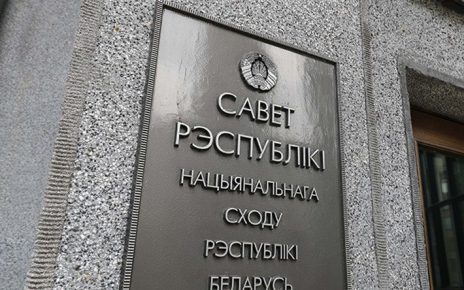 САВЕТ
РЭСПУБЛІКІ
НАЦЫЯНАЛЬНАГА
СХОДУ
РЭСПУБЛІКІ
БЕЛАРУСЬ